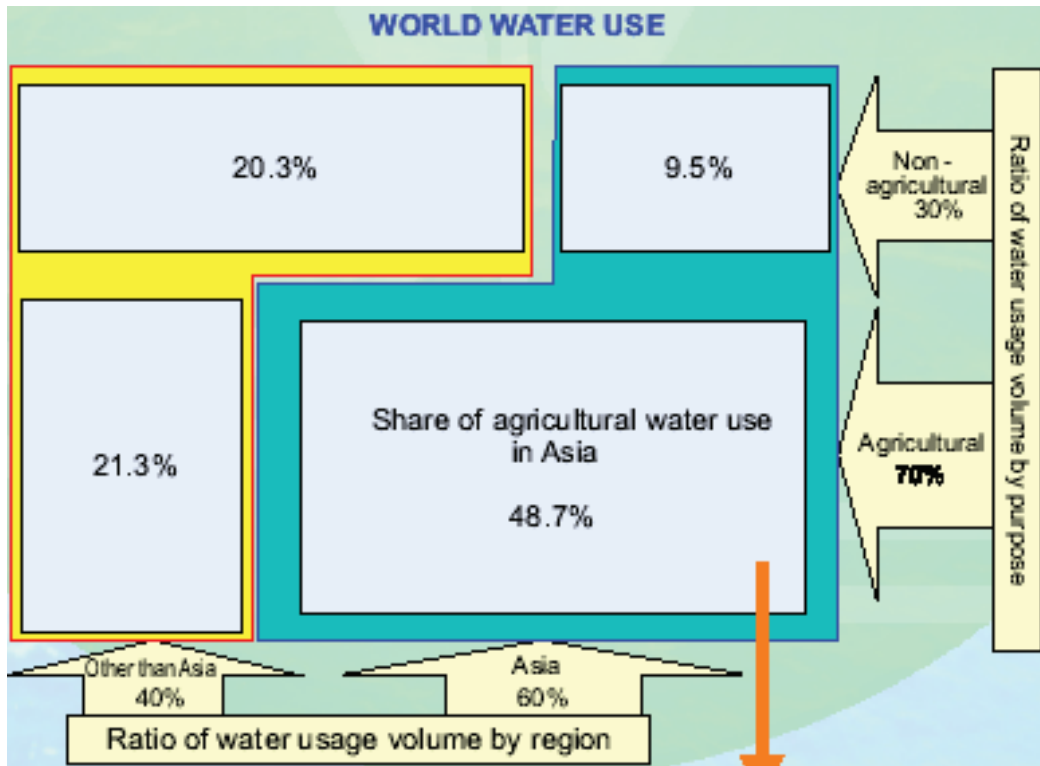 WORLD WATER USE
20.3%
9.5%
Non -
agricultural
30%
21.3%
Share of agricultural water use
in Asia
48.7%
Agricultural
70%
Ratio of water usage volume by purpose
Other than Asia
40%
Asia
60%
Ratio of water usage volume by region